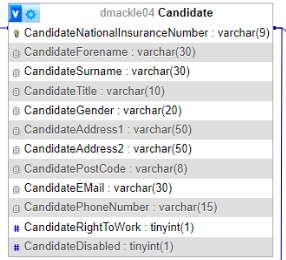 v dmackle04 Candidate
CandidateNationalInsuranceNumber : varchar(9)
CandidateForename : varchar(30)
CandidateSurname : varchar(30)
CandidateTitle : varchar(10)
CandidateGender : varchar(20)
CandidateAddress1 : varchar(50)
CandidateAddress2 : varchar(50)
CandidatePostCode : varchar(8)
CandidateEMail : varchar(30)
CandidatePhoneNumber : varchar(15)
# CandidateRightToWork : tinyint(1)
# CandidateDisabled : tinyint(1)